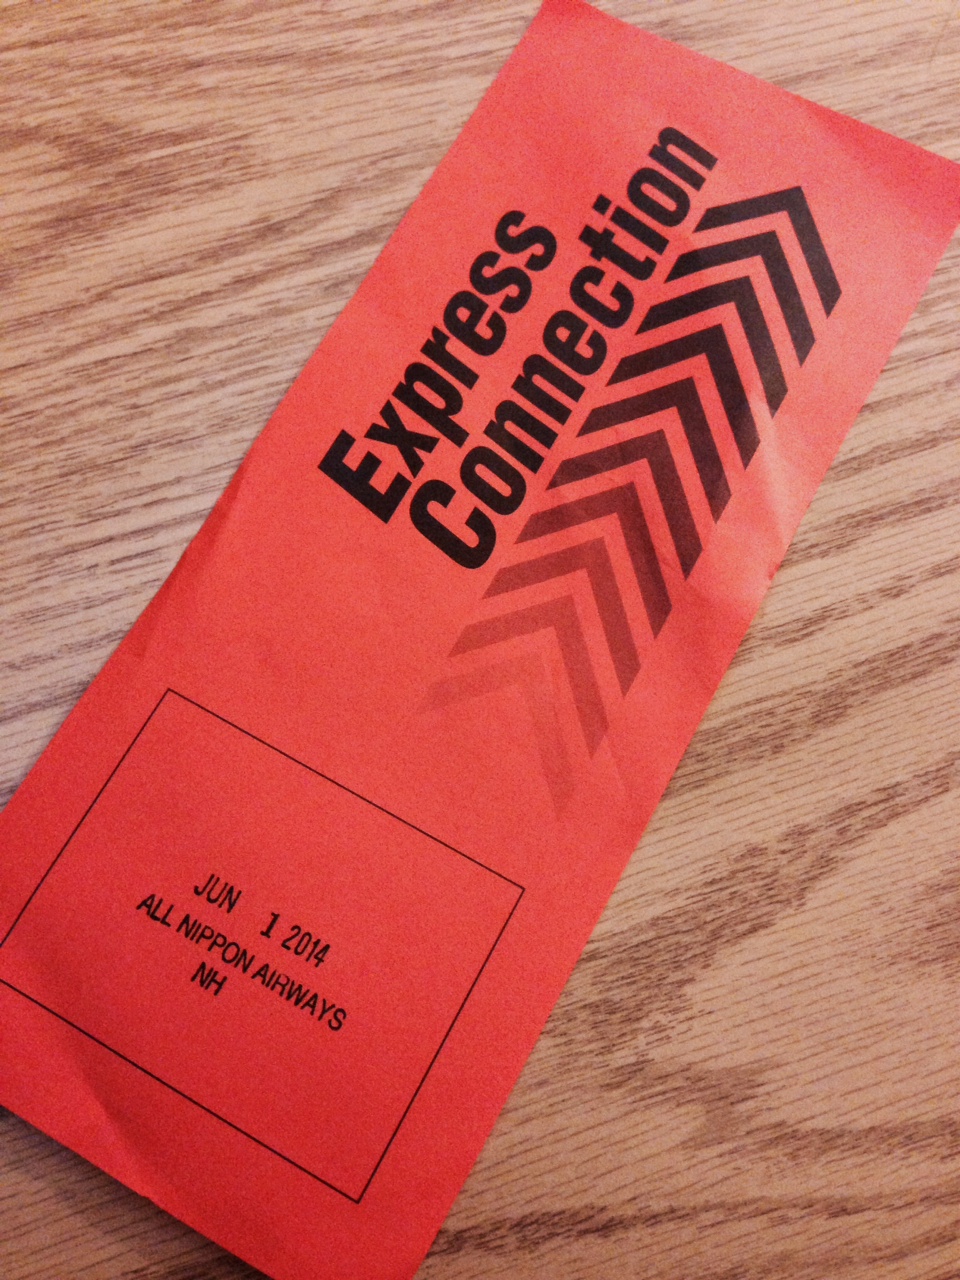 Express
Connection
JUN 1 2014
ALL NIPPON AIRWAYS
NH